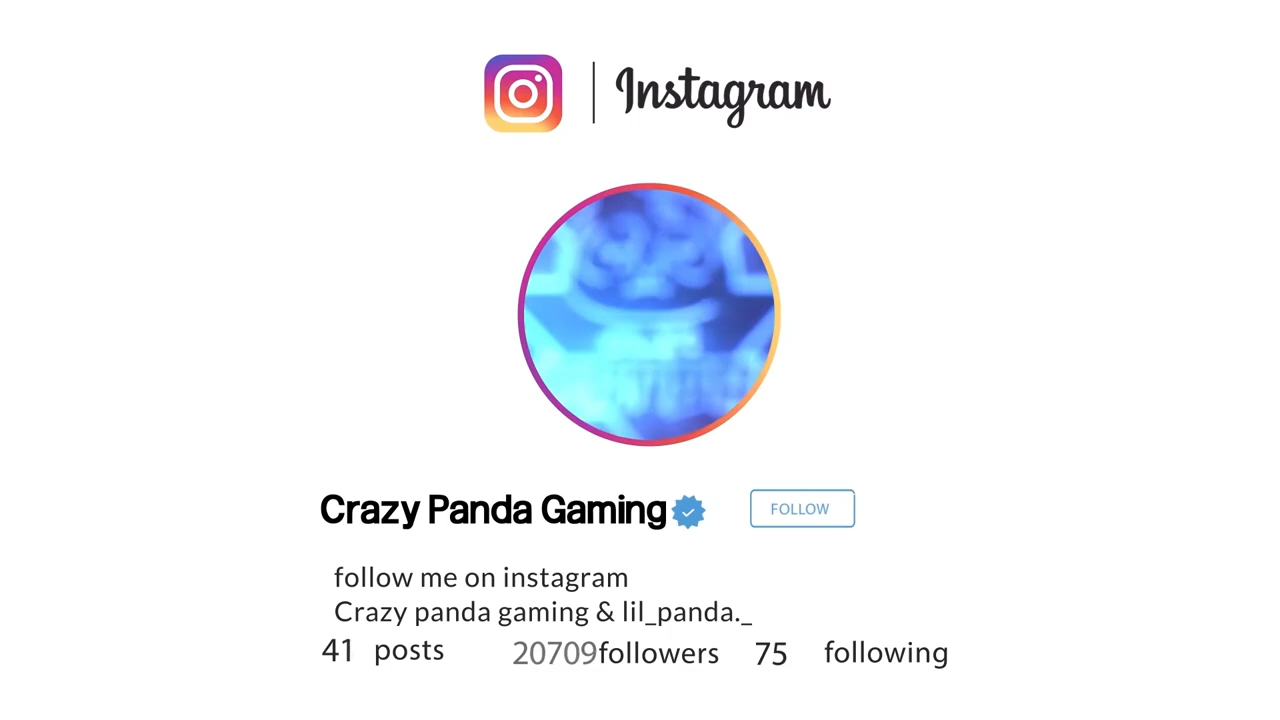 Instagram
Crazy Panda Gaming
FOLLOW
follow me on instagram
Crazy panda gaming & lil_panda._
41 posts 20709followers 75 following